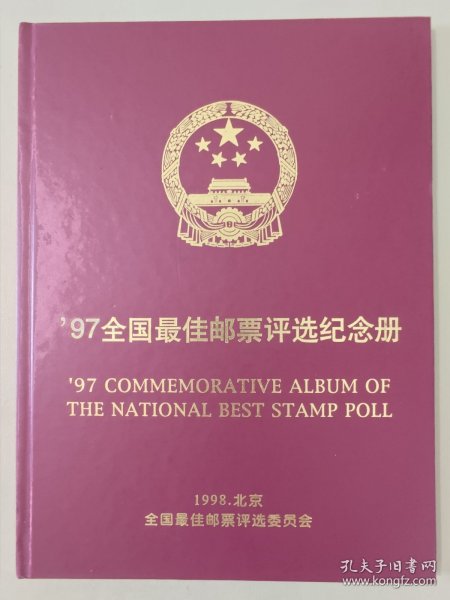 ’97全国最佳邮票评选纪念册
'97 COMMEMORATIVE ALBUM OF
THE NATIONAL BEST STAMP POLL
1998.北京
全国最佳邮票评选委员会
孔夫子旧书网
www.kongfz.com